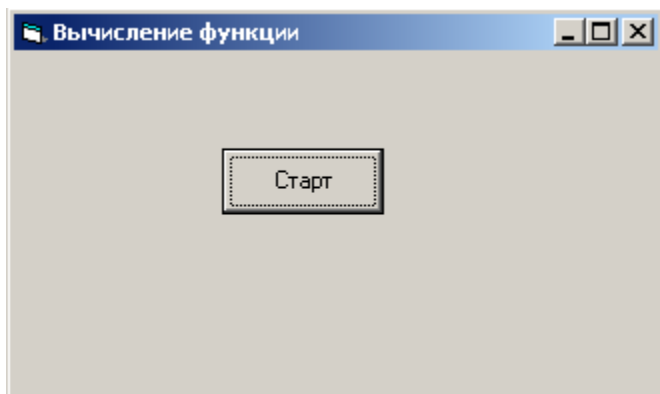 Вычисление функции
Старт